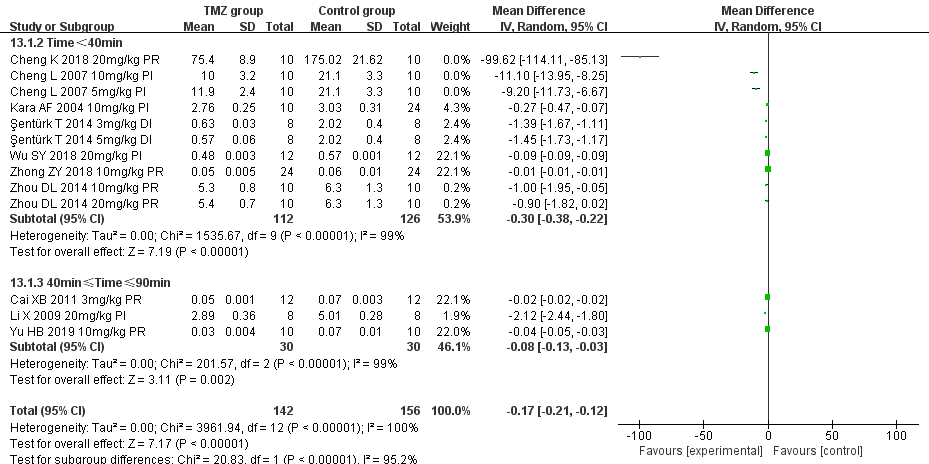 TMZ group Control group Mean Difference Mean Difference
Study or Subgroup Mean SD Total Mean SD Total Weight IV, Random, 95% CI IV, Random, 95% CI
13.1.2 Time＜40min
Cheng K 2018 20mg/kg PR 75.4 8.9 10 175.02 21.62 10 0.0% -99.62 [-114.11, -85.13]
Cheng L 2007 10mg/kg PI 10 3.2 10 21.1 3.3 10 0.0% -11.10 [-13.95, -8.25]
Cheng L 2007 5mg/kg PI 11.9 2.4 10 21.1 3.3 10 0.0% -9.20 [-11.73, -6.67]
Kara AF 2004 10mg/kg PI 2.76 0.25 10 3.03 0.31 24 4.3% -0.27 [-0.47, -0.07]
Şentürk T 2014 3mg/kg DI 0.63 0.03 8 2.02 0.4 8 2.4% -1.39 [-1.67, -1.11]
Şentürk T 2014 5mg/kg DI 0.57 0.06 8 2.02 0.4 8 2.4% -1.45 [-1.73, -1.17]
Wu SY 2018 20mg/kg PI 0.48 0.003 12 0.57 0.001 12 22.1% -0.09 [-0.09, -0.09]
Zhong ZY 2018 10mg/kg PR 0.05 0.005 24 0.06 0.01 24 22.1% -0.01 [-0.01, -0.01]
Zhou DL 2014 10mg/kg PR 5.3 0.8 10 6.3 1.3 10 0.2% -1.00 [-1.95, -0.05]
Zhou DL 2014 20mg/kg PR 5.4 0.7 10 6.3 1.3 10 0.2% -0.90 [-1.82, 0.02]
Subtotal (95% CI) 112 126 53.9% -0.30 [-0.38, -0.22]
Heterogeneity: Tau² = 0.00; Chi² = 1535.67, df = 9 (P < 0.00001); I² = 99%
Test for overall effect: Z = 7.19 (P < 0.00001)
13.1.3 40min≤Time≤90min
Cai XB 2011 3mg/kg PR 0.05 0.001 12 0.07 0.003 12 22.1% -0.02 [-0.02, -0.02]
Li X 2009 20mg/kg PI 2.89 0.36 8 5.01 0.28 8 1.9% -2.12 [-2.44, -1.80]
Yu HB 2019 10mg/kg PR 0.03 0.004 10 0.07 0.01 10 22.0% -0.04 [-0.05, -0.03]
Subtotal (95% CI) 30 30 46.1% -0.08 [-0.13, -0.03]
Heterogeneity: Tau² = 0.00; Chi² = 201.57, df = 2 (P < 0.00001); I² = 99%
Test for overall effect: Z = 3.11 (P = 0.002)
Total (95% CI) 142 156 100.0% -0.17 [-0.21, -0.12]
Heterogeneity: Tau² = 0.00; Chi² = 3961.94, df = 12 (P < 0.00001); I² = 100%
Test for overall effect: Z = 7.17 (P < 0.00001)
Test for subgroup differences: Chi² = 20.83, df = 1 (P < 0.00001), I² = 95.2%
-100 -50 0 50 100
Favours [experimental] Favours [control]